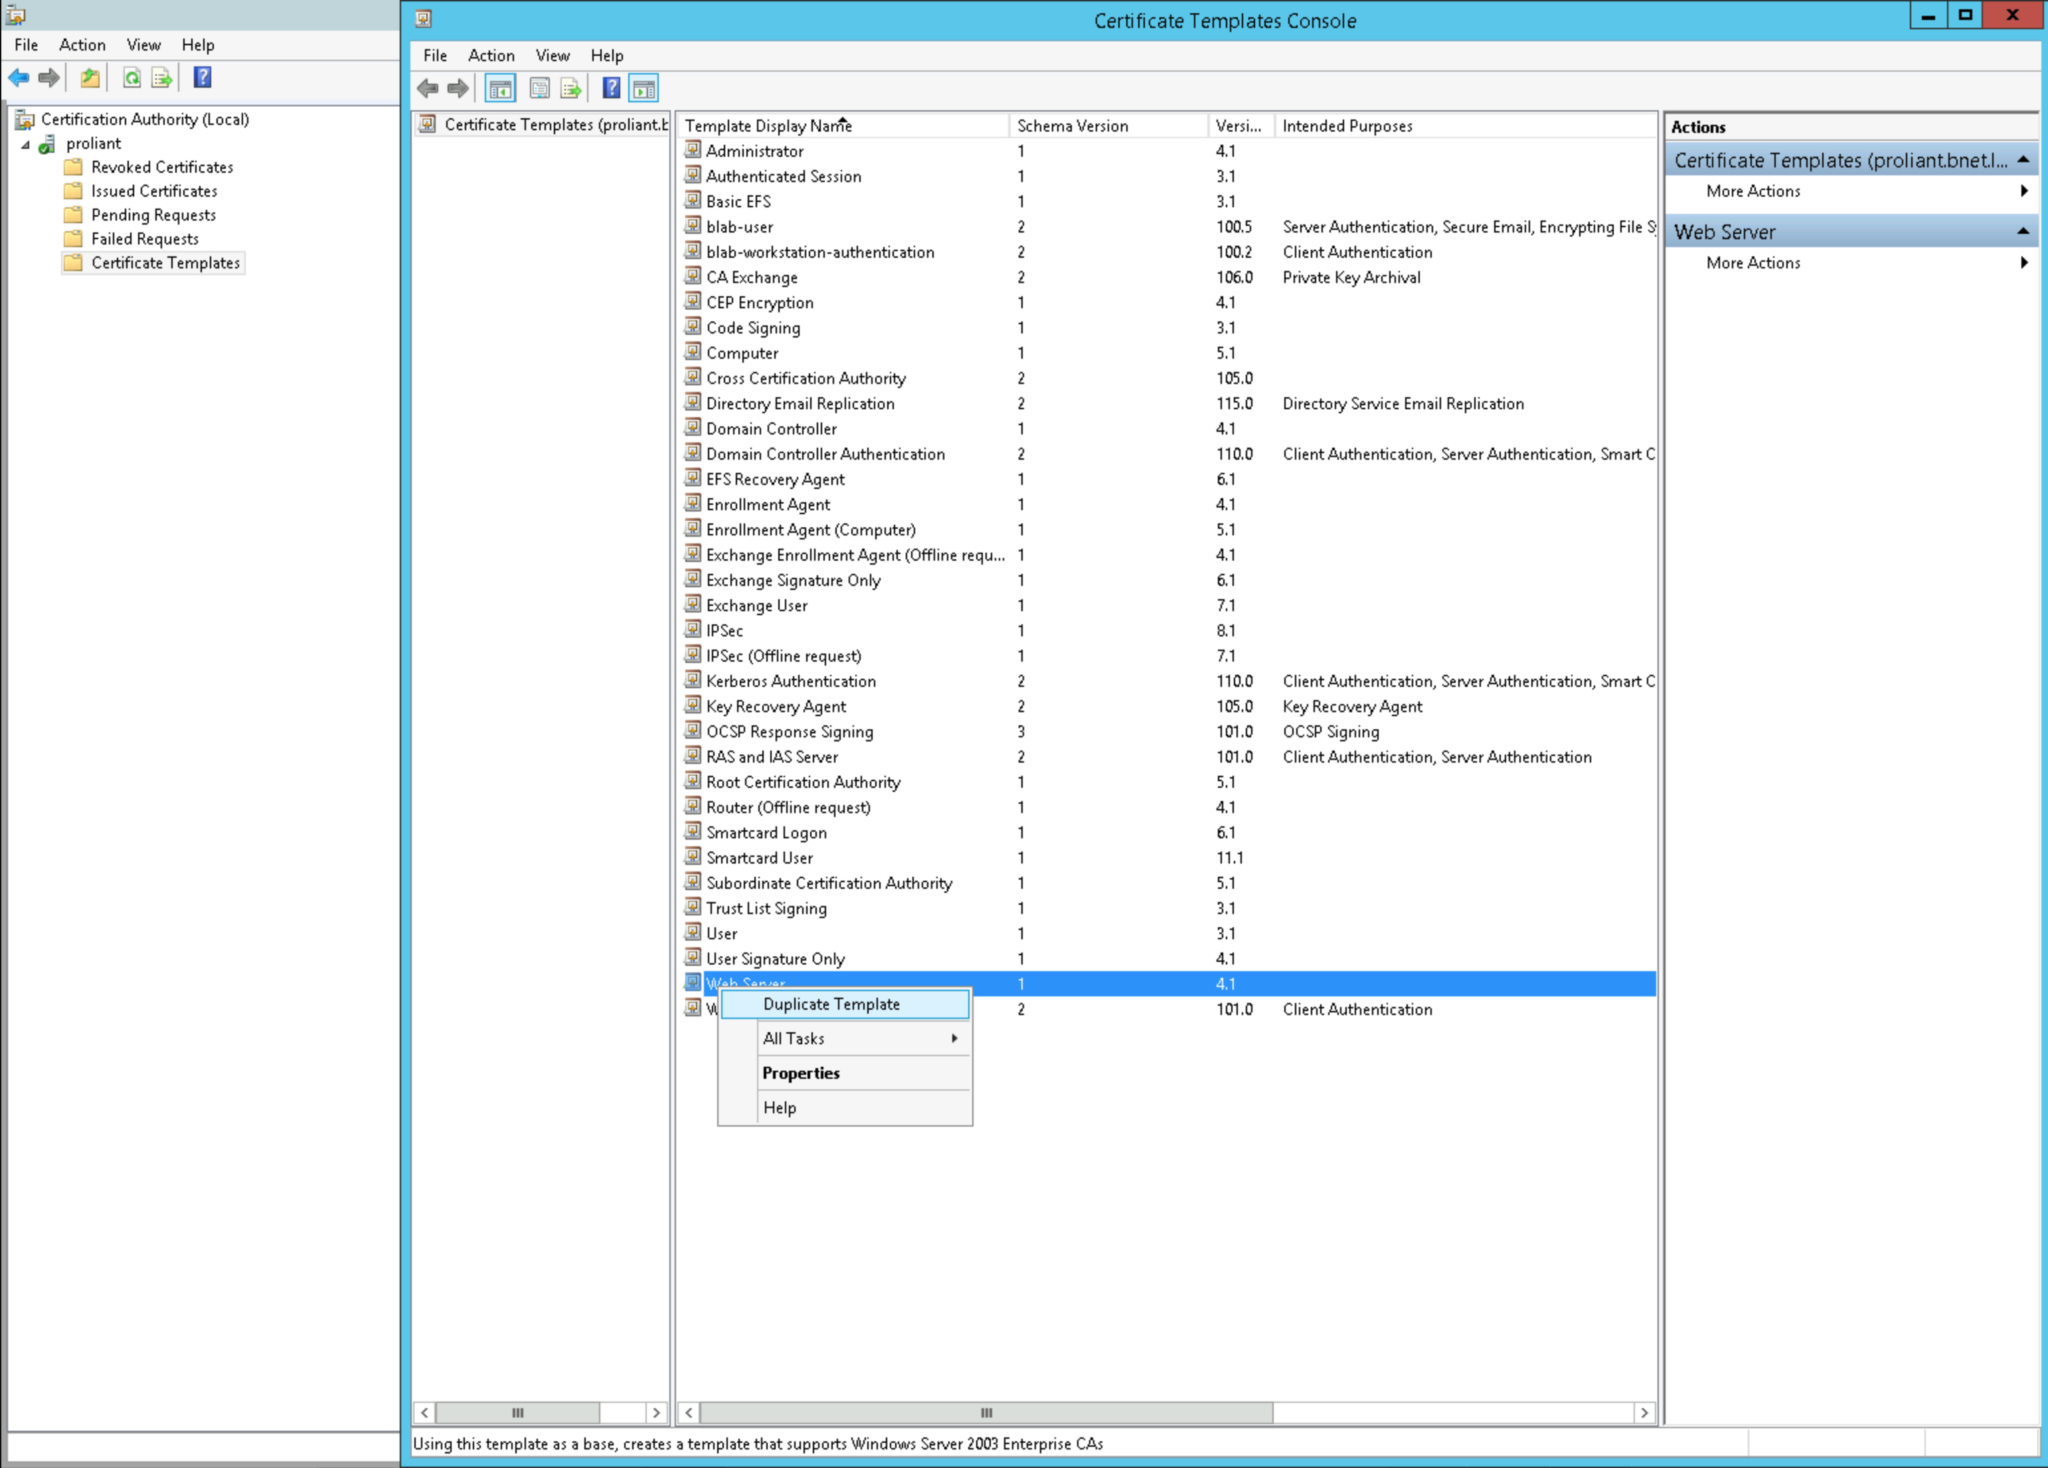 File Action View Help
Certification Authority (Local)
proliant
Revoked Certificates
Issued Certificates
Pending Requests
Failed Requests
Certificate Templates
Certificate Templates Console
File Action View Help
Certificate Templates (proliant.b
Template Display Name Schema Version Versi... Intended Purposes
Administrator 1 4.1
Authenticated Session 1 3.1
Basic EFS 1 3.1
blab-user 2 100.5 Server Authentication, Secure Email, Encrypting File Sy
blab-workstation-authentication 2 100.2 Client Authentication
CA Exchange 2 106.0 Private Key Archival
CEP Encryption 1 4.1
Code Signing 1 3.1
Computer 1 5.1
Cross Certification Authority 2 105.0
Directory Email Replication 2 115.0 Directory Service Email Replication
Domain Controller 1 4.1
Domain Controller Authentication 2 110.0 Client Authentication, Server Authentication, Smart C
EFS Recovery Agent 1 6.1
Enrollment Agent 1 4.1
Enrollment Agent (Computer) 1 5.1
Exchange Enrollment Agent (Offline requ... 1 4.1
Exchange Signature Only 1 6.1
Exchange User 1 7.1
IPSec 1 8.1
IPSec (Offline request) 1 7.1
Kerberos Authentication 2 110.0 Client Authentication, Server Authentication, Smart C
Key Recovery Agent 2 105.0 Key Recovery Agent
OCSP Response Signing 3 101.0 OCSP Signing
RAS and IAS Server 2 101.0 Client Authentication, Server Authentication
Root Certification Authority 1 5.1
Router (Offline request) 1 4.1
Smartcard Logon 1 6.1
Smartcard User 1 11.1
Subordinate Certification Authority 1 5.1
Trust List Signing 1 3.1
User 1 3.1
User Signature Only 1 4.1
Web Server 1 4.1
2 101.0 Client Authentication
Duplicate Template
All Tasks
Properties
Help
Actions
Certificate Templates (proliant.bnet.l...
More Actions
Web Server
More Actions
Using this template as a base, creates a template that supports Windows Server 2003 Enterprise CAs